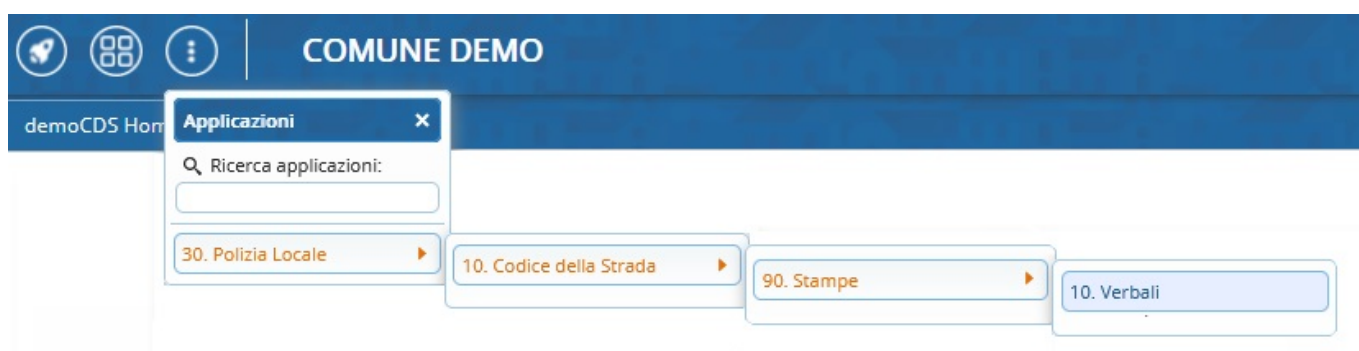 COMUNE DEMO
demoCDS Hom
Applicazioni
Ricerca applicazioni:
30. Polizia Locale
10. Codice della Strada
90. Stampe
10. Verbali